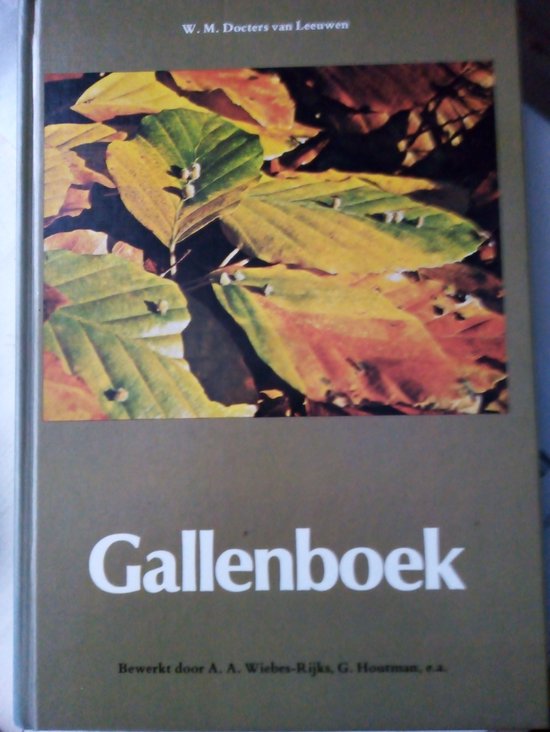 W. M. Docters van Leeuwen
Gallenboek
Bewerkt door A. A. Wiebes-Rijks, G. Houtman, e.a.